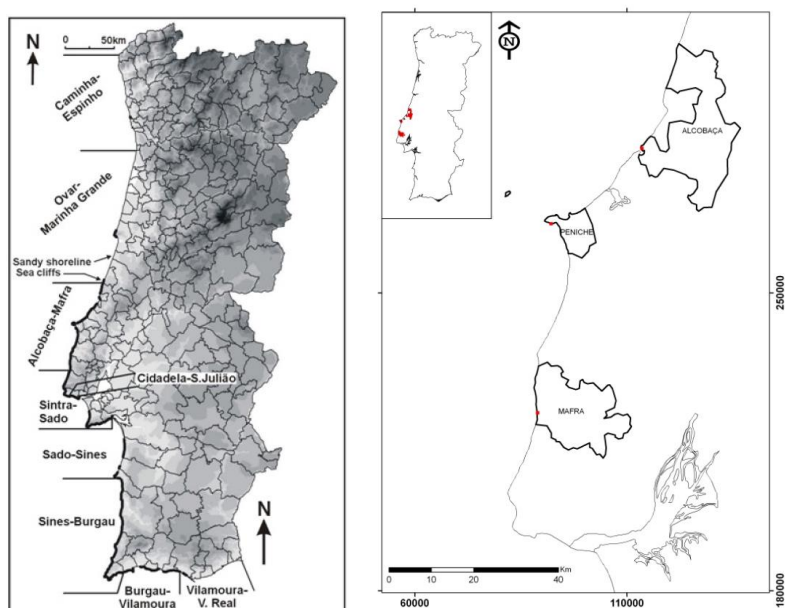 N
0 50km
Caminha-
Espinho
Ovar-
Marinha Grande
Sandy shoreline
Sea cliffs
Alcobaça-Mafra
Cidadela-S.Julião
Sintra-
Sado
Sado-Sines
Sines-Burgau
N
Burgau-
Vilamoura
Vilamoura-
V. Real
N
ALCOBAÇA
PENICHE
MAFRA
250000
180000
Km
0 10 20 40
60000 110000